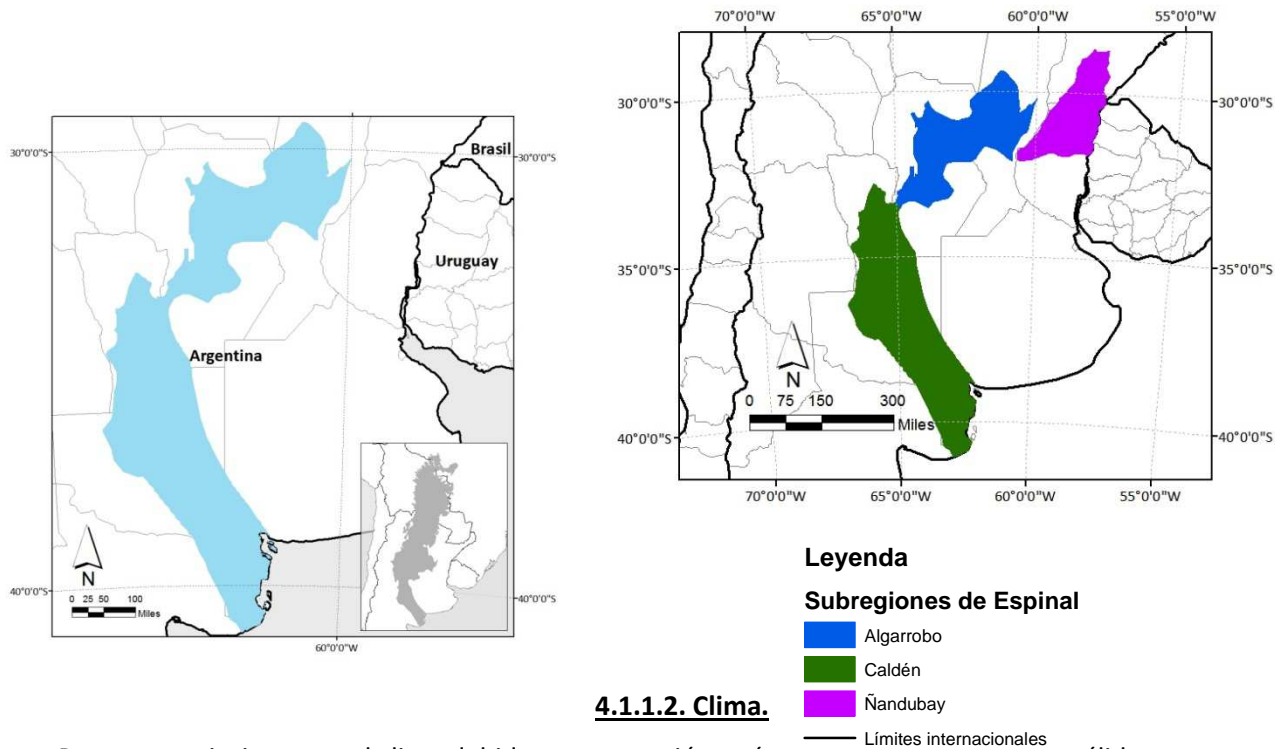 70°0'0"W 65°0'0"W 60°0'0"W 55°0'0"W
30°0'0"S
30°0'0"S
Brasil
Uruguay
Argentina
N
0 25 50 100
Miles
40°0'0"S
40°0'0"S
60°0'0"W
30°0'0"S
30°0'0"S
35°0'0"S
35°0'0"S
N
0 75 150 300
Miles
40°0'0"S
40°0'0"S
70°0'0"W 65°0'0"W 60°0'0"W 55°0'0"W
Leyenda
Subregiones de Espinal
Algarrobo
Caldén
Ñandubay
Límites internacionales
4.1.1.2. Clima.